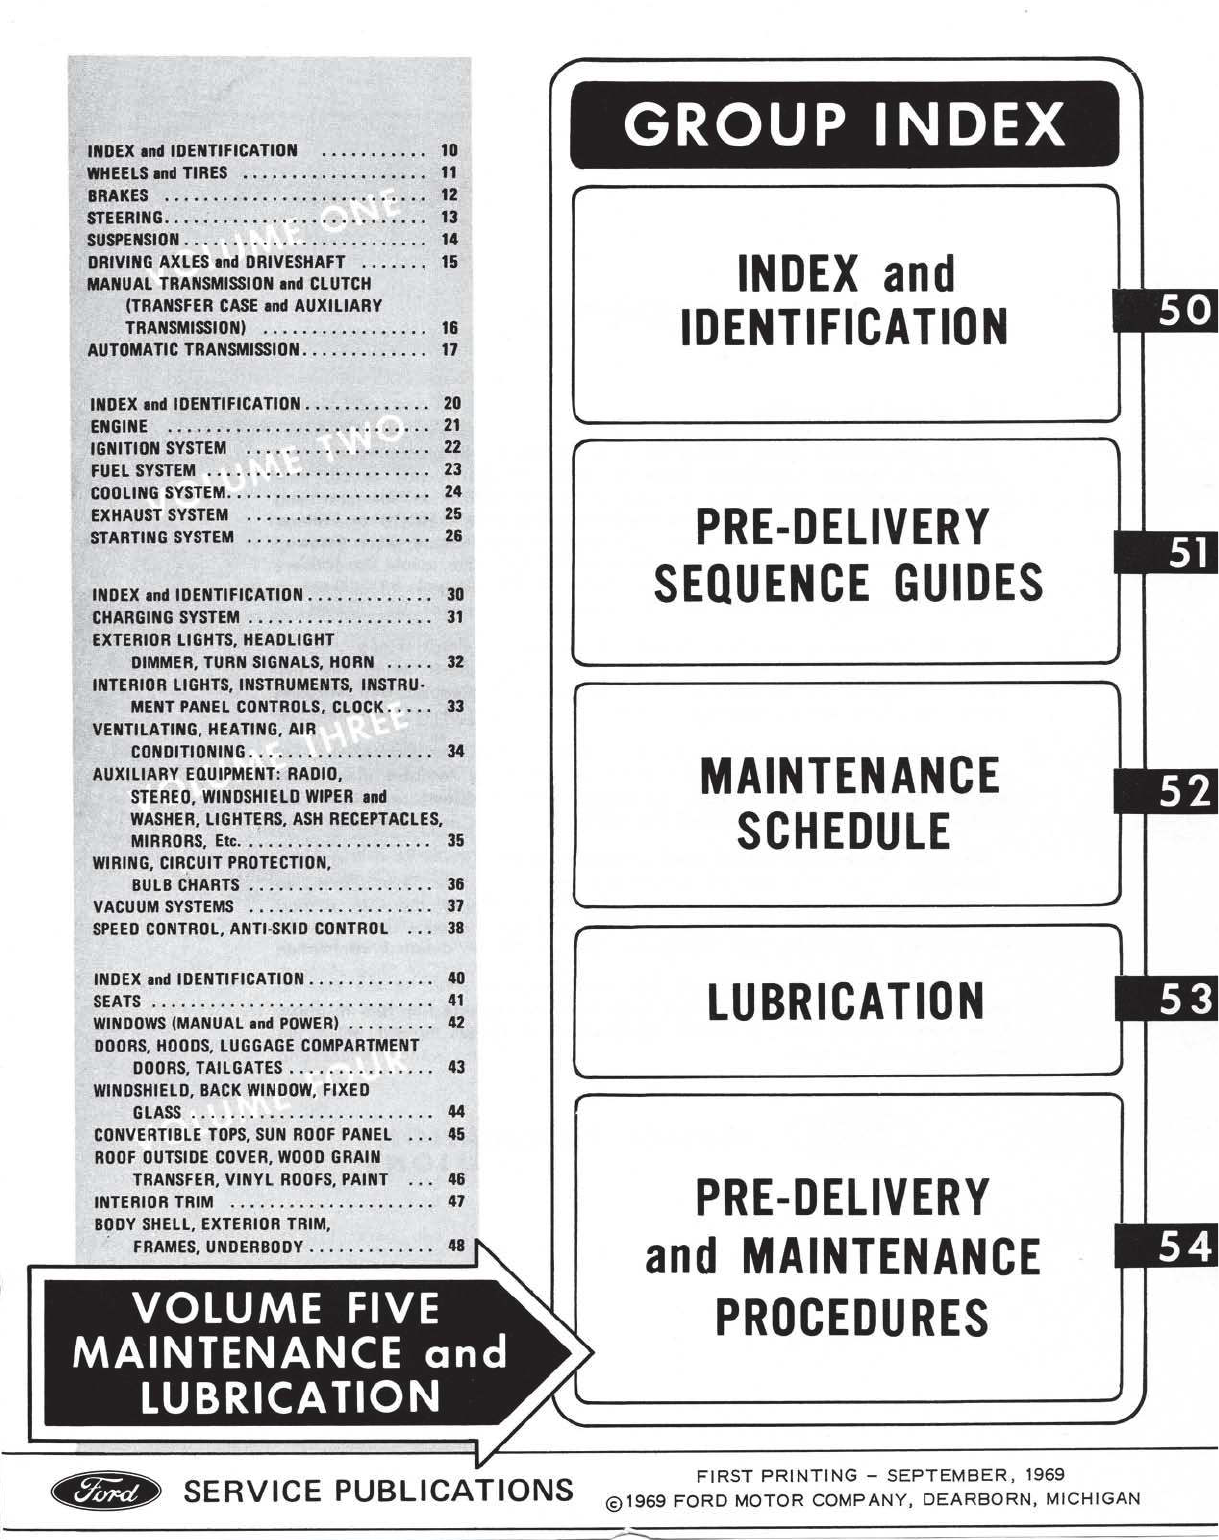 INDEX and IDENTIFICATION ........... 10
WHEELS and TIRES ................... 11
BRAKES ........................... 12
STEERING........................... 13
SUSPENSION......................... 14
DRIVING AXLES and DRIVESHAFT ....... 15
MANUAL TRANSMISSION and CLUTCH
(TRANSFER CASE and AUXILIARY
TRANSMISSION) ................. 16
AUTOMATIC TRANSMISSION............. 17
VOLUME ONE
INDEX and IDENTIFICATION............. 20
ENGINE ........................... 21
IGNITION SYSTEM ................... 22
FUEL SYSTEM ....................... 23
COOLING SYSTEM..................... 24
EXHAUST SYSTEM ................... 25
STARTING SYSTEM ................... 26
VOLUME TWO
INDEX and IDENTIFICATION............. 30
CHARGING SYSTEM ................... 31
EXTERIOR LIGHTS, HEADLIGHT
DIMMER, TURN SIGNALS, HORN ..... 32
INTERIOR LIGHTS, INSTRUMENTS, INSTRU-
MENT PANEL CONTROLS, CLOCK..... 33
VENTILATING, HEATING, AIR
CONDITIONING................... 34
AUXILIARY EQUIPMENT: RADIO,
STEREO, WINDSHIELD WIPER and
WASHER, LIGHTERS, ASH RECEPTACLES,
MIRRORS, Etc. ................... 35
WIRING, CIRCUIT PROTECTION,
BULB CHARTS ................... 36
VACUUM SYSTEMS ................... 37
SPEED CONTROL, ANTI-SKID CONTROL ... 38
VOLUME THREE
INDEX and IDENTIFICATION............. 40
SEATS ............................. 41
WINDOWS (MANUAL and POWER) ......... 42
DOORS, HOODS, LUGGAGE COMPARTMENT
DOORS, TAILGATES ............... 43
WINDSHIELD, BACK WINDOW, FIXED
GLASS ......................... 44
CONVERTIBLE TOPS, SUN ROOF PANEL ... 45
ROOF OUTSIDE COVER, WOOD GRAIN
TRANSFER, VINYL ROOFS, PAINT ... 46
INTERIOR TRIM ..................... 47
BODY SHELL, EXTERIOR TRIM,
FRAMES, UNDERBODY............. 48
VOLUME FOUR
VOLUME FIVE
MAINTENANCE and
LUBRICATION
GROUP INDEX
INDEX and
IDENTIFICATION
50
PRE-DELIVERY
SEQUENCE GUIDES
51
MAINTENANCE
SCHEDULE
52
LUBRICATION
53
PRE-DELIVERY
and MAINTENANCE
PROCEDURES
54
Ford SERVICE PUBLICATIONS
FIRST PRINTING – SEPTEMBER, 1969
©1969 FORD MOTOR COMPANY, DEARBORN, MICHIGAN